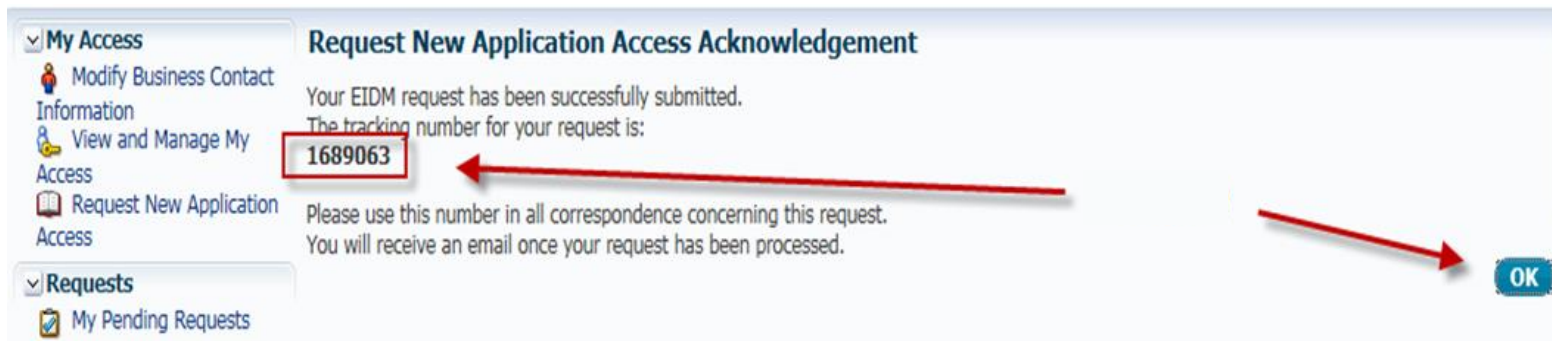 My Access
Modify Business Contact
Information
View and Manage My
Access
Request New Application
Access
Requests
My Pending Requests
Request New Application Access Acknowledgement
Your EIDM request has been successfully submitted.
The tracking number for your request is:
1689063
Please use this number in all correspondence concerning this request.
You will receive an email once your request has been processed.
OK